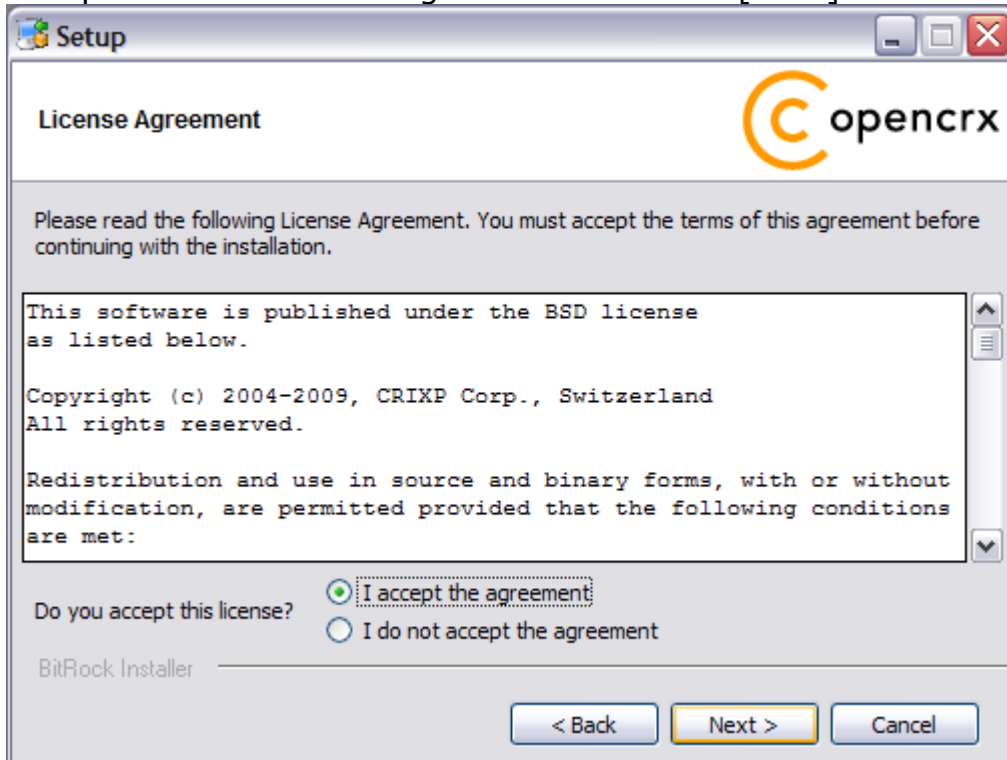 Setup
License Agreement
opencrx
Please read the following License Agreement. You must accept the terms of this agreement before
continuing with the installation.
This software is published under the BSD license
as listed below.
Copyright (c) 2004-2009, CRIXP Corp., Switzerland
All rights reserved.
Redistribution and use in source and binary forms, with or without
modification, are permitted provided that the following conditions
are met:
Do you accept this license?
I accept the agreement
I do not accept the agreement
BitRock Installer
< Back Next > Cancel